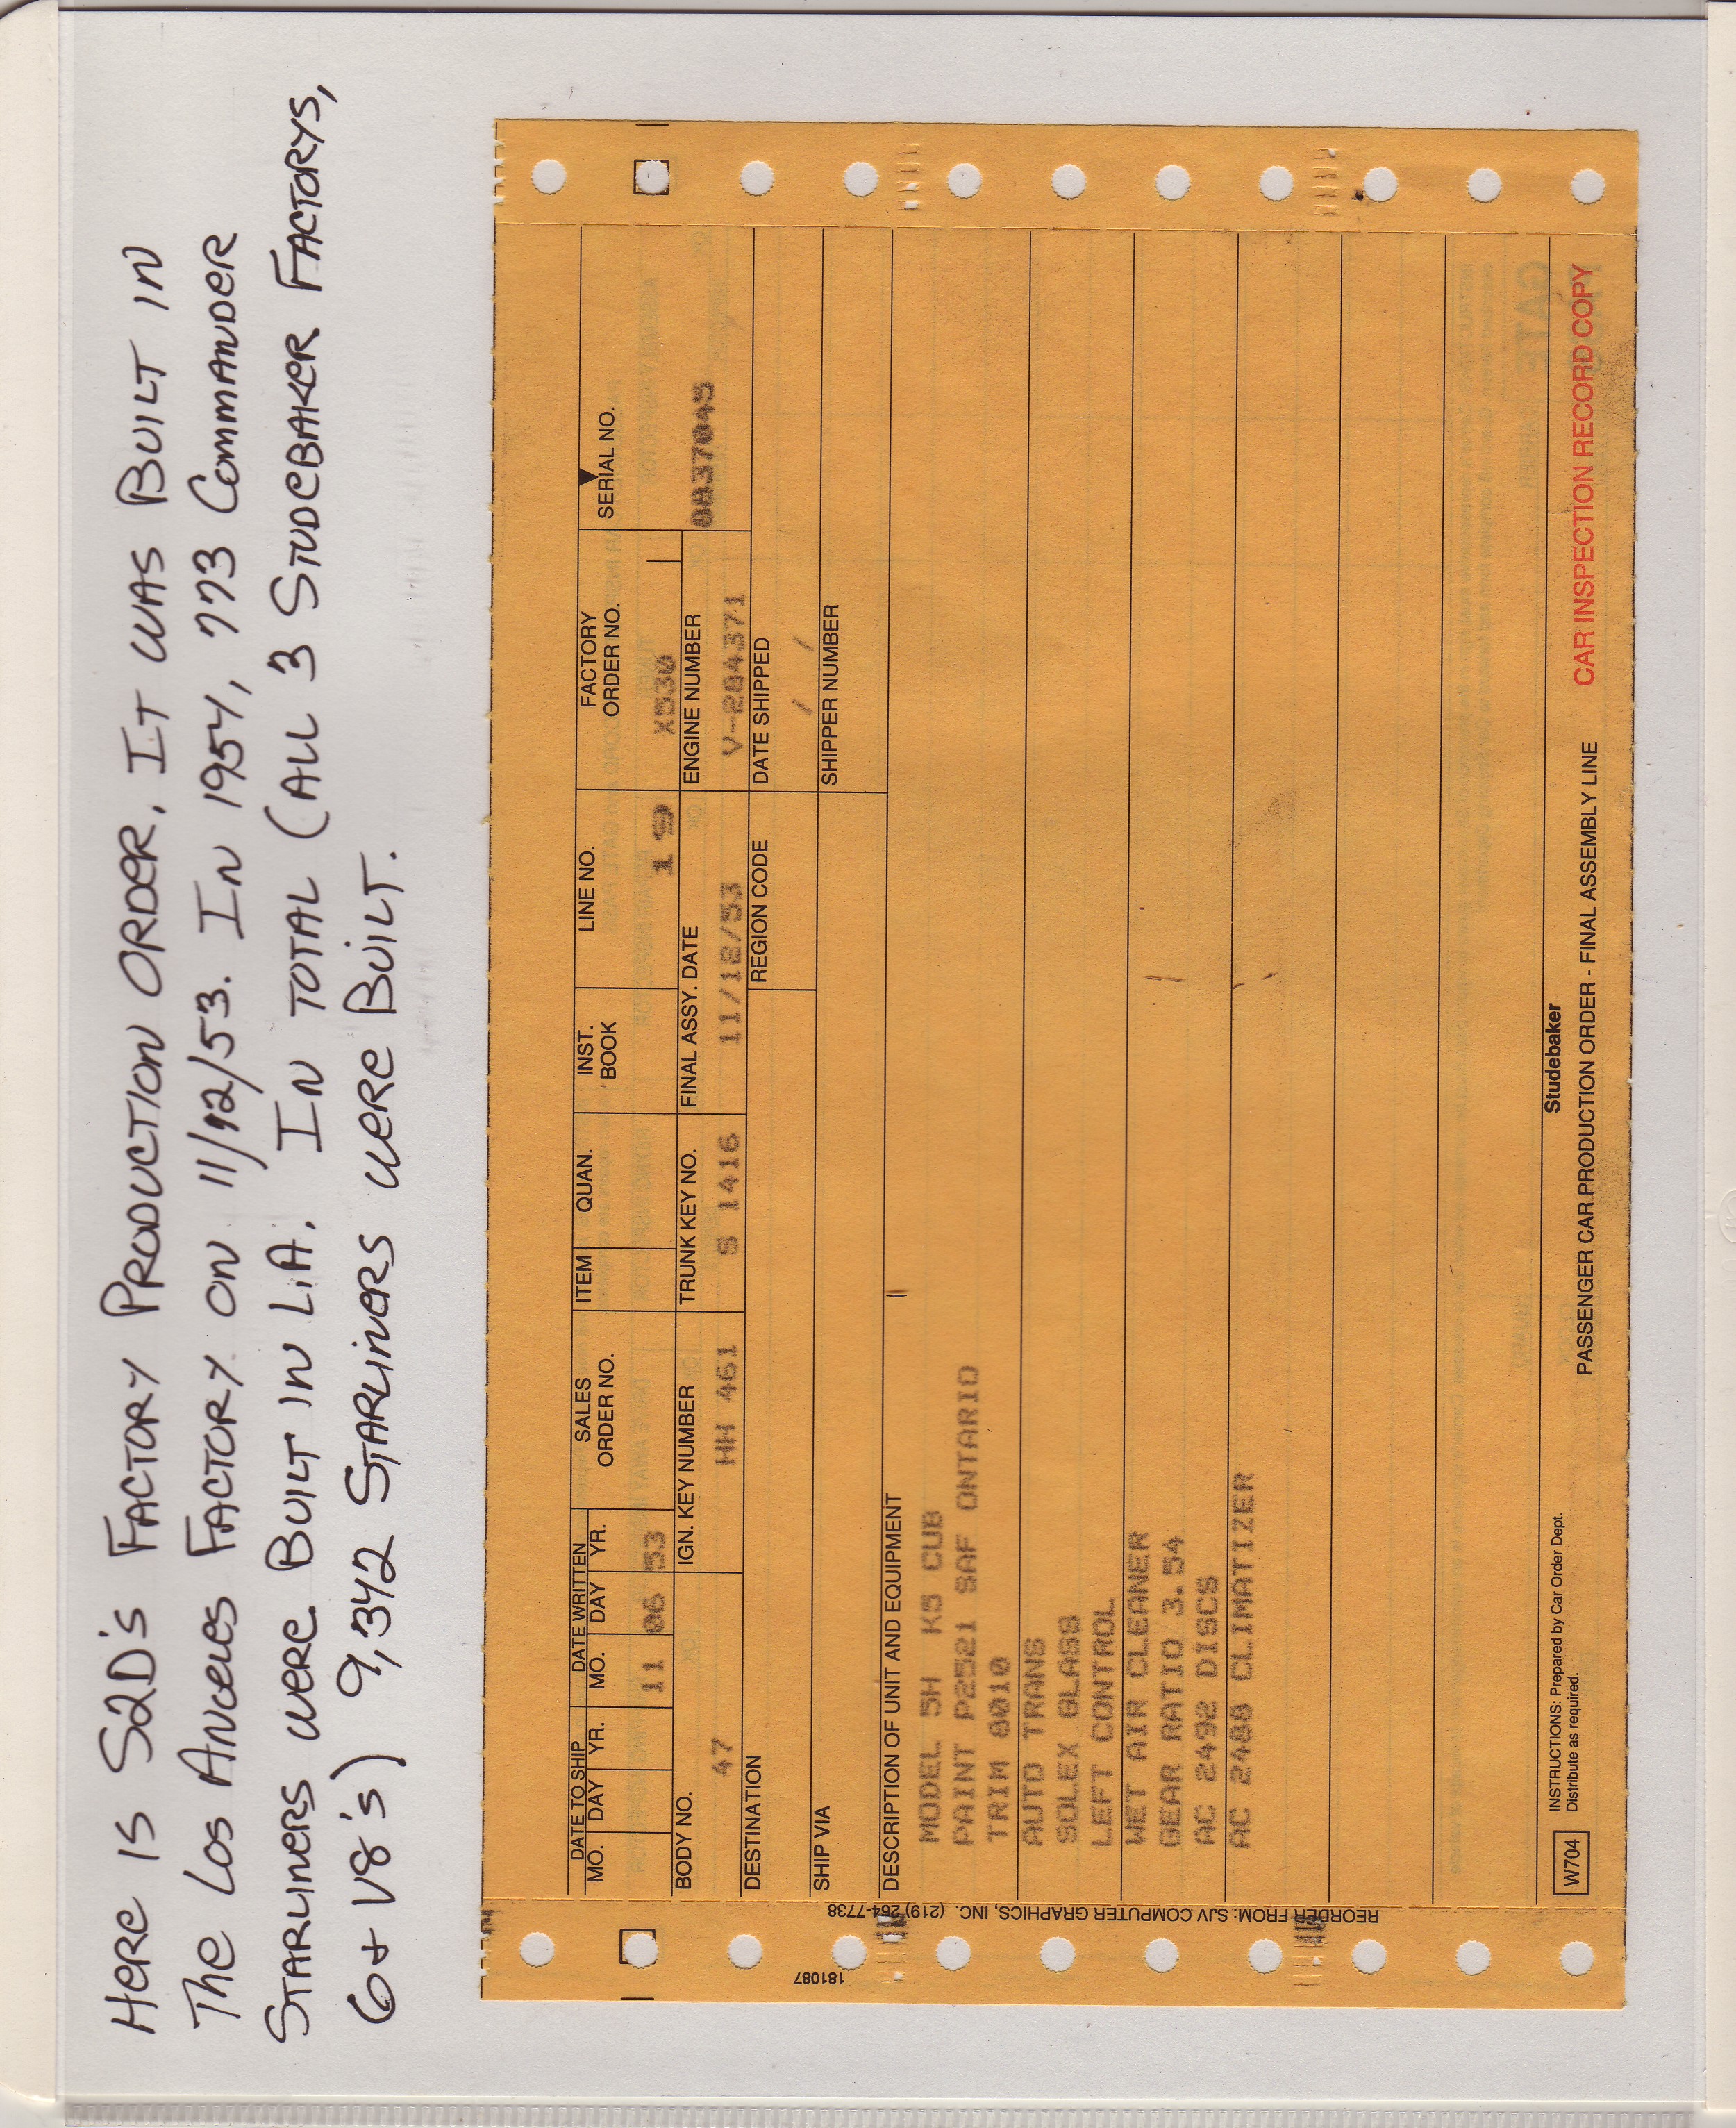 HERE IS S2D'S FACTORY PRODUCTION ORDER. IT WAS BUILT IN
THE LOS ANGELES FACTORY ON 11/12/53. IN 1954, 773 COMMANDER
STARLINERS WERE BUILT IN L.A. IN TOTAL (ALL 3 STUDEBAKER FACTORYS,
6 + V8'S) 9,342 STARLINERS WERE BUILT.
DATE TO SHIP DATE WRITTEN SALES ORDER NO. ITEM QUAN. INST. BOOK LINE NO. FACTORY ORDER NO. SERIAL NO.
MO. DAY YR. MO. DAY YR.
11 06 53 1 9 X530
BODY NO. IGN. KEY NUMBER TRUNK KEY NO. FINAL ASSY. DATE ENGINE NUMBER 8837045
47 HH 461 S 1416 11/12/53 V-284371
DESTINATION REGION CODE DATE SHIPPED
/ /
SHIP VIA SHIPPER NUMBER
DESCRIPTION OF UNIT AND EQUIPMENT
MODEL 5H K5 CUB
PAINT P2521 SAF ONTARIO
TRIM 8010
AUTO TRANS
SOLEX GLASS
LEFT CONTROL
WET AIR CLEANER
GEAR RATIO 3.54
AC 2492 DISCS
AC 2488 CLIMATIZER
Studebaker
W704
INSTRUCTIONS: Prepared by Car Order Dept.
Distribute as required.
PASSENGER CAR PRODUCTION ORDER - FINAL ASSEMBLY LINE
CAR INSPECTION RECORD COPY
REORDER FROM: SJV COMPUTER GRAPHICS, INC. (219) 264-7738
181087